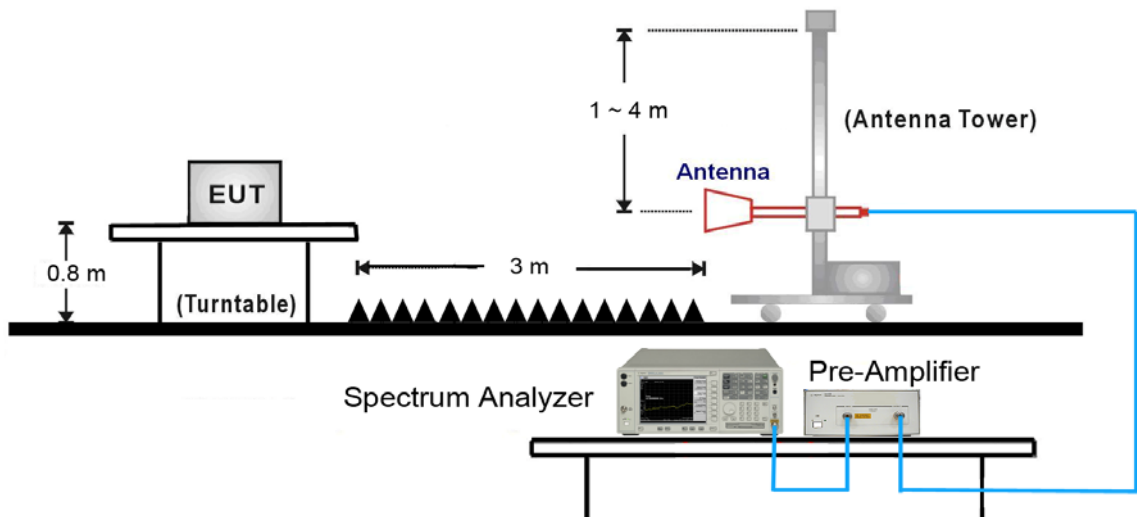 1 ~ 4 m
(Antenna Tower)
Antenna
EUT
0.8 m
3 m
(Turntable)
Spectrum Analyzer
Pre-Amplifier